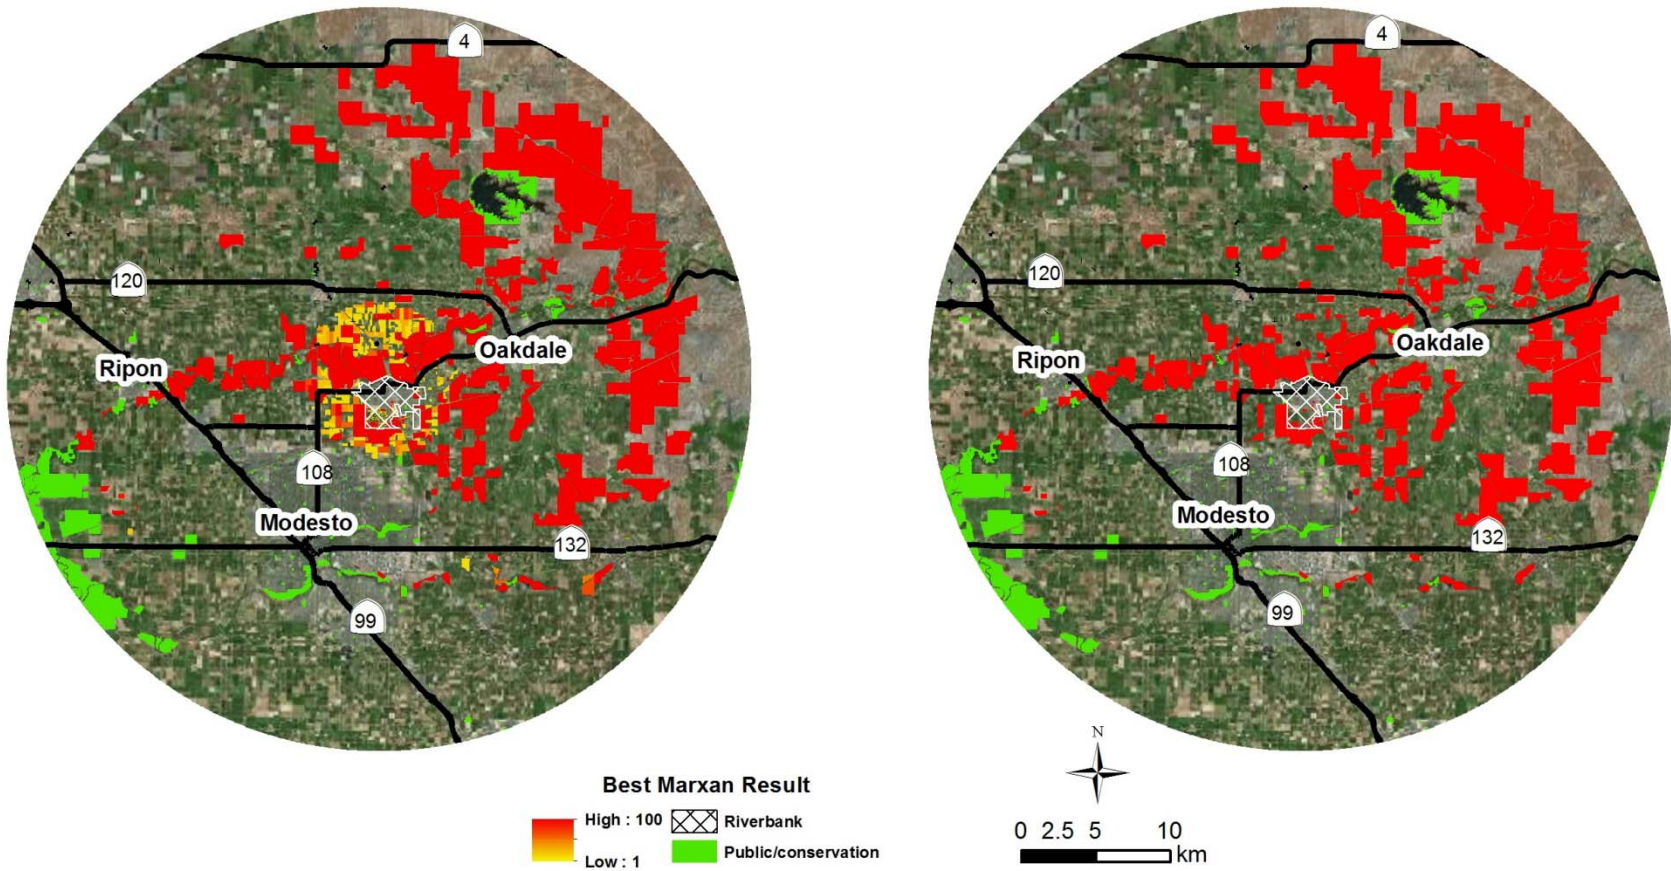 4
120
Oakdale
Ripon
108
Modesto
132
99
4
120
Oakdale
Ripon
108
Modesto
132
99
Best Marxan Result
High : 100
Low : 1
Riverbank
Public/conservation
N
0 2.5 5 10
km